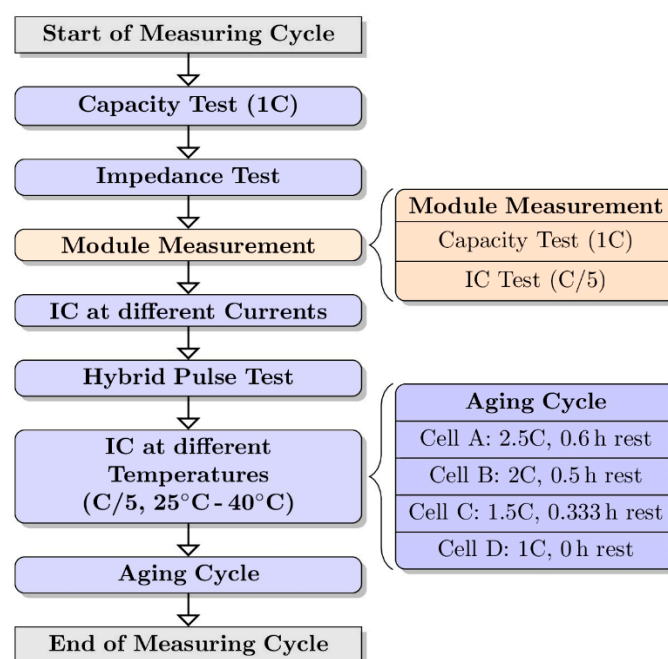 Start of Measuring Cycle
Capacity Test (1C)
Impedance Test
Module Measurement
IC at different Currents
Hybrid Pulse Test
IC at different
Temperatures
(C/5, 25°C - 40°C)
Aging Cycle
End of Measuring Cycle
Module Measurement
Capacity Test (1C)
IC Test (C/5)
Aging Cycle
Cell A: 2.5C, 0.6 h rest
Cell B: 2C, 0.5 h rest
Cell C: 1.5C, 0.333 h rest
Cell D: 1C, 0 h rest